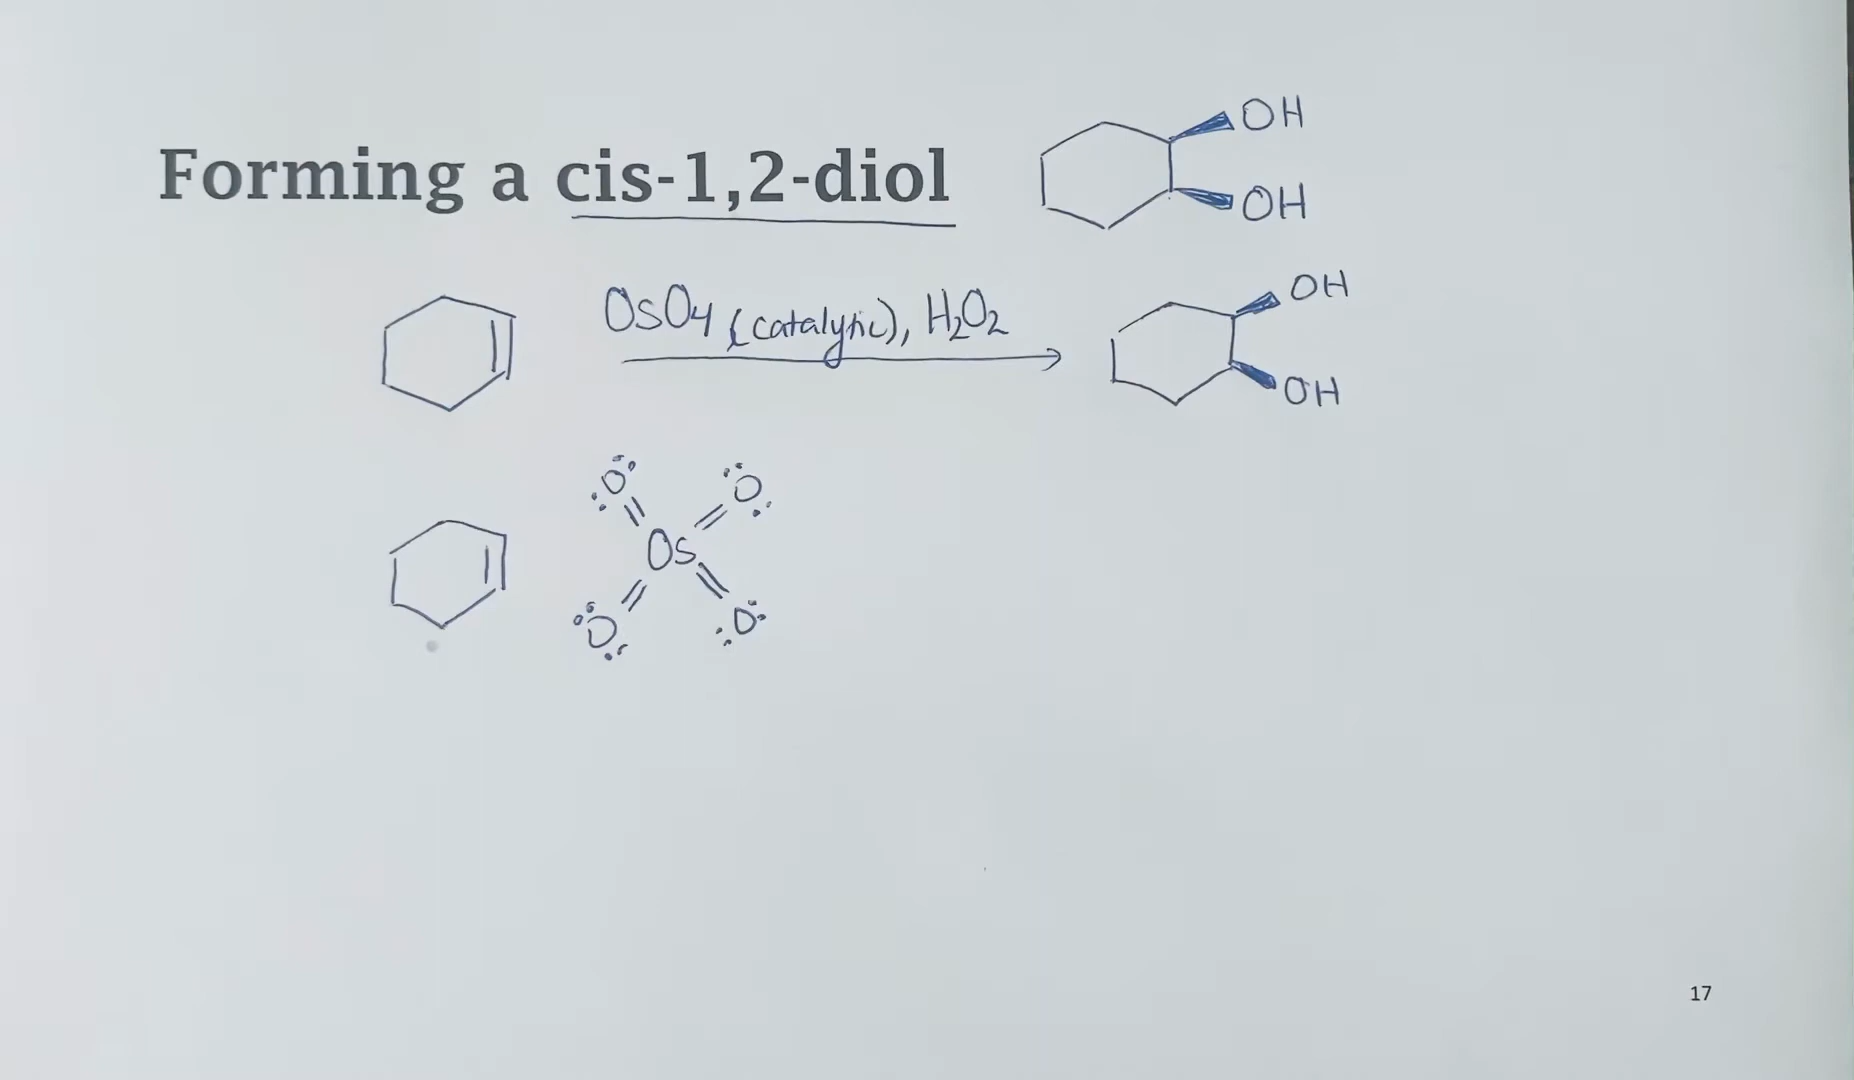 Forming a cis-1,2-diol
OH
OH
OsO4 (catalytic), H2O2
OH
OH
O
O
Os
O
O
17